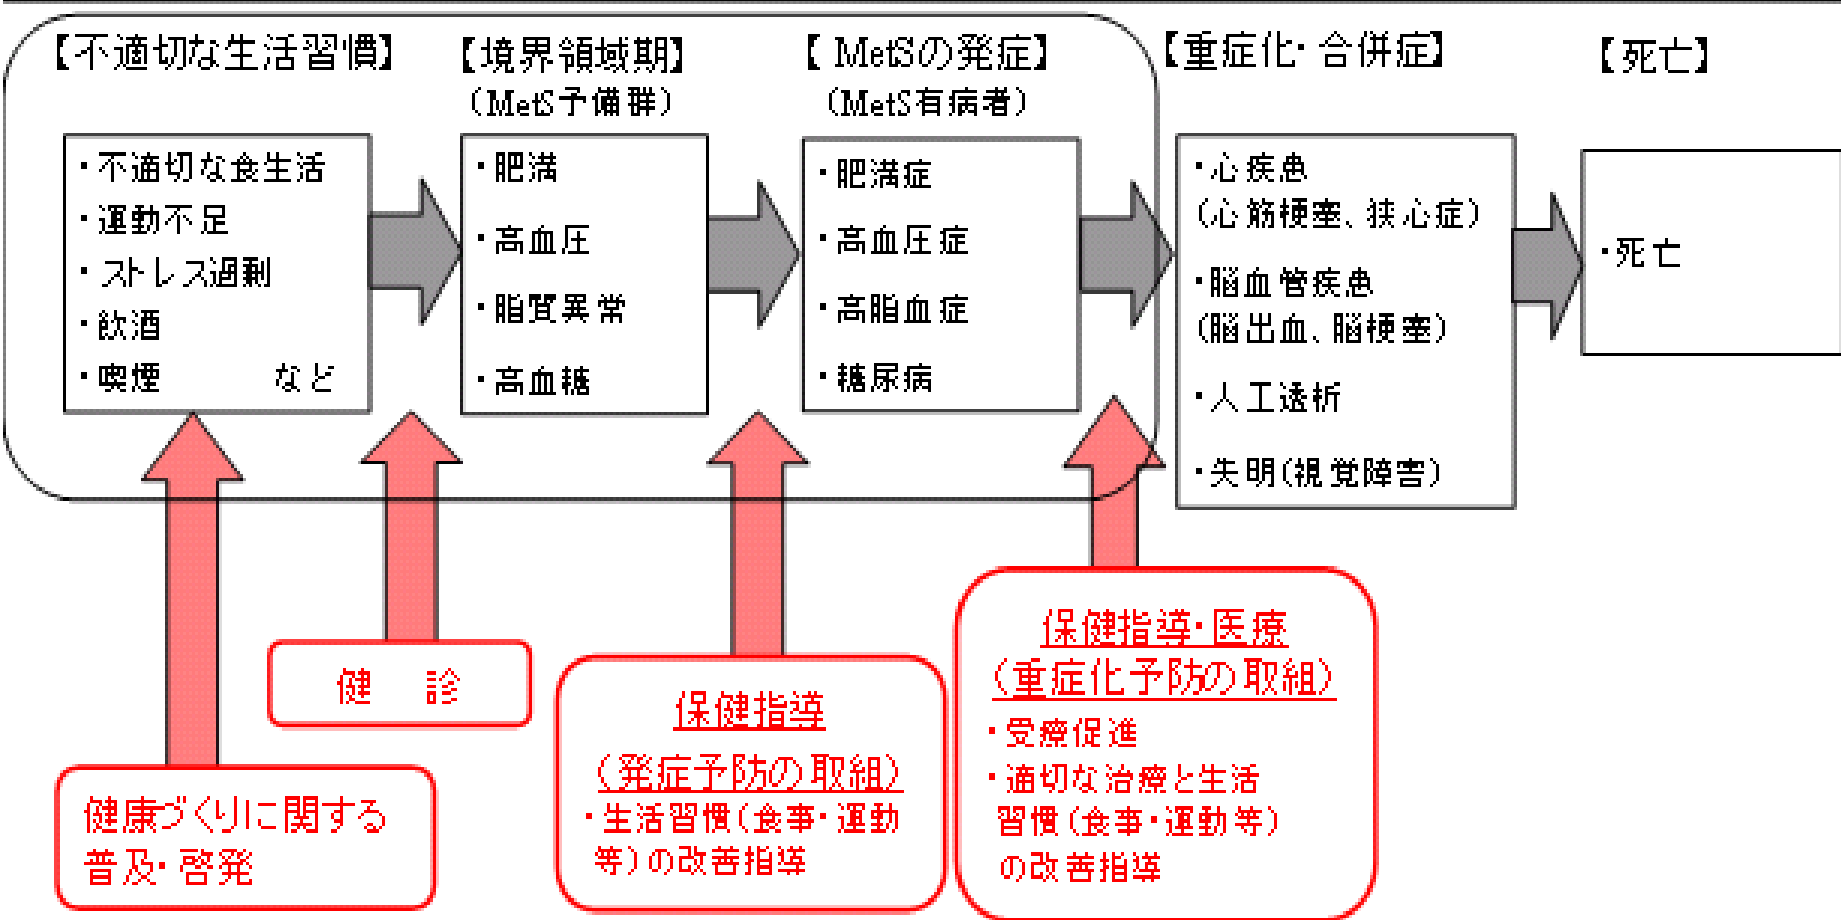 【不適切な生活習慣】
・不適切な食生活
・運動不足
・ストレス過剰
・飲酒
・喫煙　など
【境界領域期】
（MetS予備群）
・肥満
・高血圧
・脂質異常
・高血糖
【MetSの発症】
（MetS有病者）
・肥満症
・高血圧症
・高脂血症
・糖尿病
【重症化・合併症】
・心疾患
（心筋梗塞、狭心症）
・脳血管疾患
（脳出血、脳梗塞）
・人工透析
・失明（視覚障害）
【死亡】
・死亡
健康づくりに関する
普及・啓発
健　診
保健指導
（発症予防の取組）
・生活習慣（食事・運動
等）の改善指導
保健指導・医療
（重症化予防の取組）
・受療促進
・適切な治療と生活
習慣（食事・運動等）
の改善指導